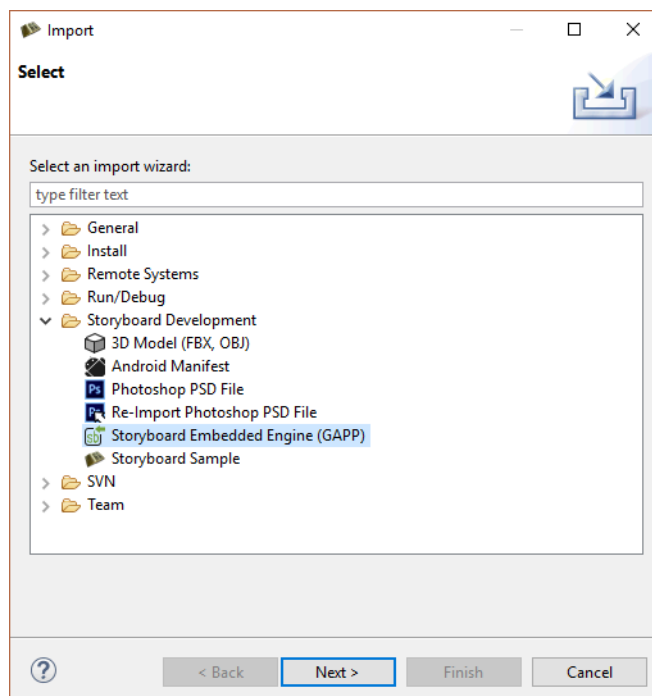 Import
Select
Select an import wizard:
type filter text
General
Install
Remote Systems
Run/Debug
Storyboard Development
3D Model (FBX, OBJ)
Android Manifest
Ps Photoshop PSD File
Re-Import Photoshop PSD File
sb Storyboard Embedded Engine (GAPP)
Storyboard Sample
SVN
Team
? < Back Next > Finish Cancel